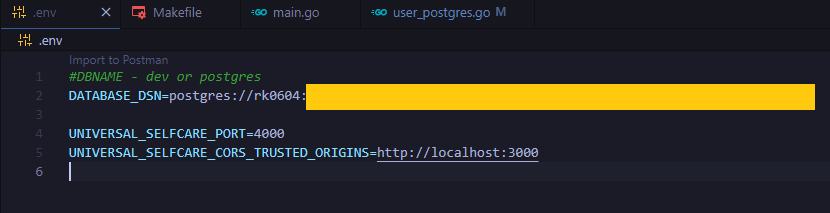 .env
Makefile
main.go
user_postgres.go M
.env
Import to Postman
1 #DBNAME - dev or postgres
2 DATABASE_DSN=postgres://rk0604:
3
4 UNIVERSAL_SELFCARE_PORT=4000
5 UNIVERSAL_SELFCARE_CORS_TRUSTED_ORIGINS=http://localhost:3000
6